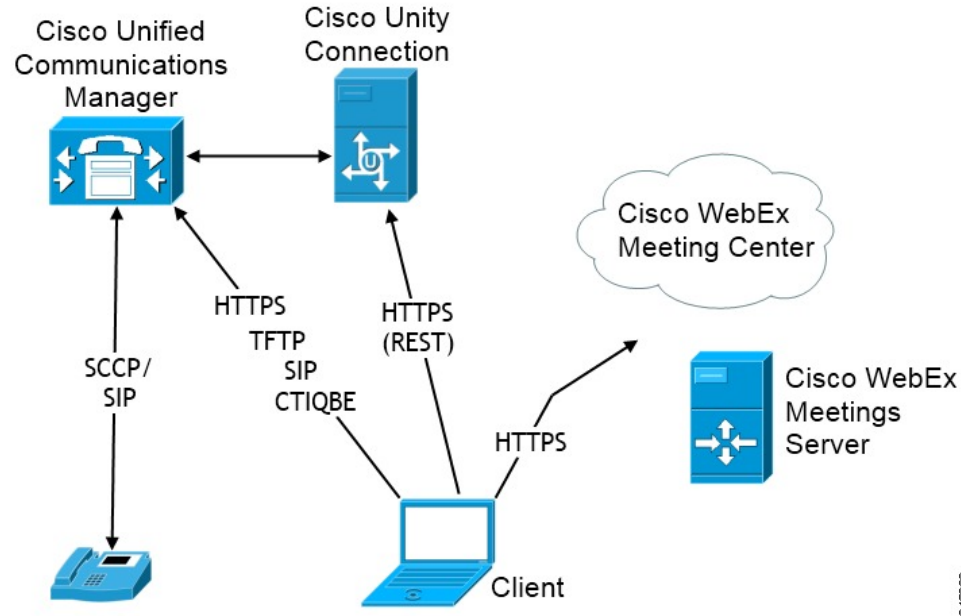 Cisco Unified
Communications
Manager
Cisco Unity
Connection
U
Cisco WebEx
Meeting Center
HTTPS
TFTP
SIP
CTIQBE
HTTPS
(REST)
SCCP/
SIP
HTTPS
Cisco WebEx
Meetings
Server
Client